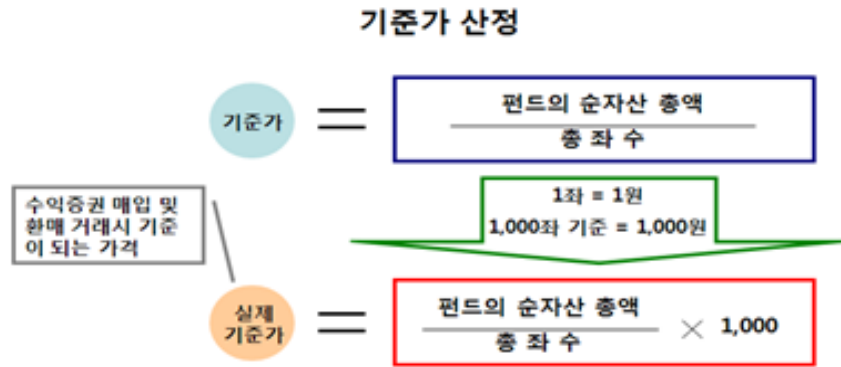 기준가 산정
기준가
=
펀드의 순자산 총액
총 좌 수
1좌 = 1원
1,000좌 기준 = 1,000원
수익증권 매입 및
환매 거래시 기준
이 되는 가격
실제
기준가
=
펀드의 순자산 총액
총 좌 수
× 1,000